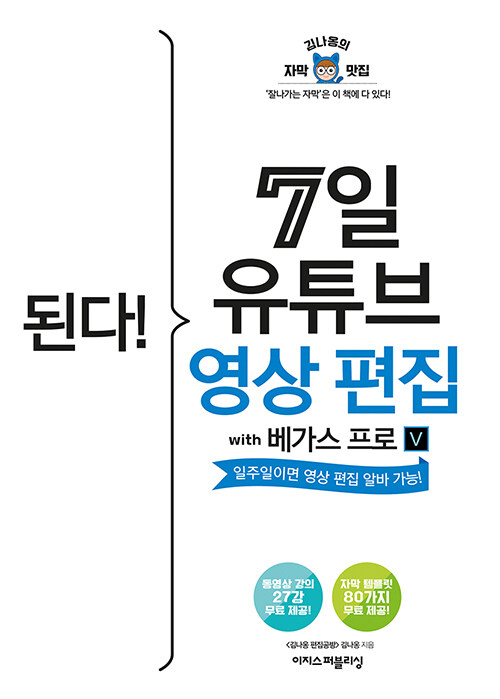 김나옹의
자막 맛집
'잘나가는 자막'은 이 책에 다 있다!
된다!
7일
유튜브
영상 편집
with 베가스 프로 V
일주일이면 영상 편집 알바 가능!
동영상 강의
27강
무료 제공!
자막 템플릿
80가지
무료 제공!
〈김나옹 편집공방〉 김나옹 지음
이지스퍼블리싱